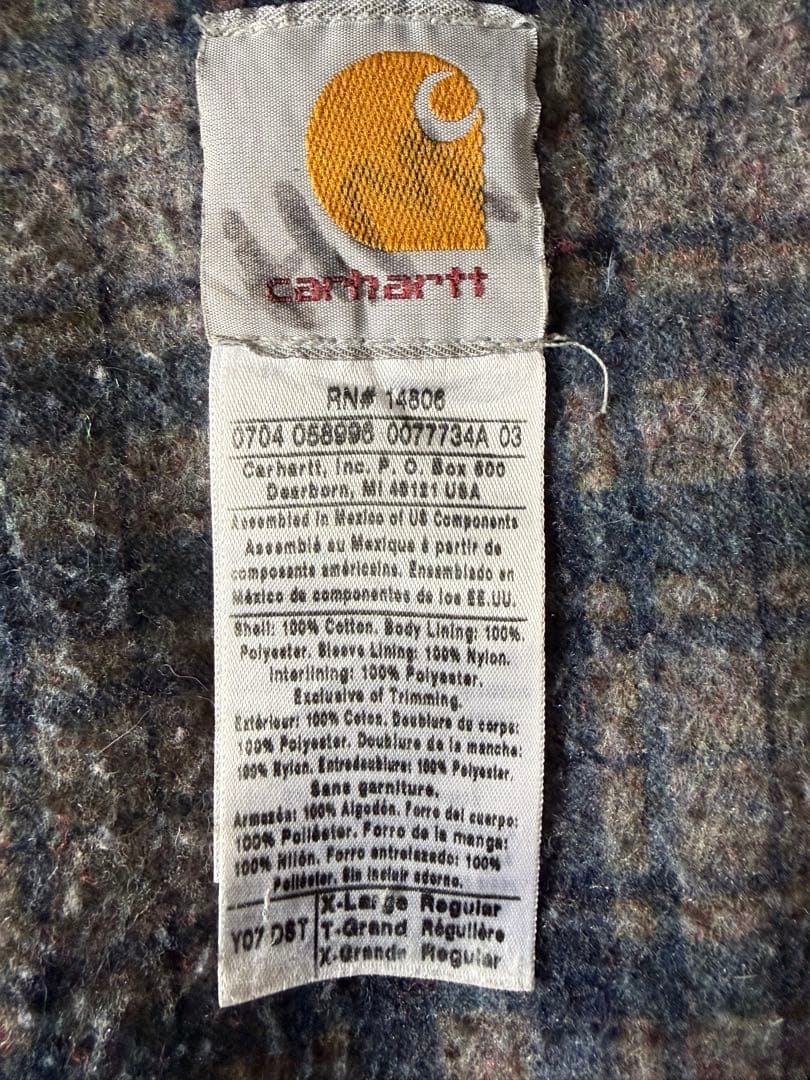 carhartt
RN# 14806
0704 058996 0077734A 03
Carhartt, Inc. P. O. Box 600
Dearborn, MI 48121 USA
Assembled in Mexico of US Components
Assemblé au Mexique à partir de
composants américains. Ensamblado en
México de componentes de los EE.UU.
Shell: 100% Cotton. Body Lining: 100%
Polyester. Sleeve Lining: 100% Nylon.
Interlining: 100% Polyester.
Exclusive of Trimming.
Extérieur: 100% Coton. Doublure du corps:
100% Polyester. Doublure de la manche:
100% Nylon. Entredoublure: 100% Polyester.
Sans garniture.
Armazón: 100% Algodón. Forro del cuerpo:
100% Poliéster. Forro de la manga:
100% Nilón. Forro entrelazado: 100%
Poliéster. Sin incluir adorno.
Y07 DST
X-Large Regular
T-Grand Régulière
X-Grande Regular